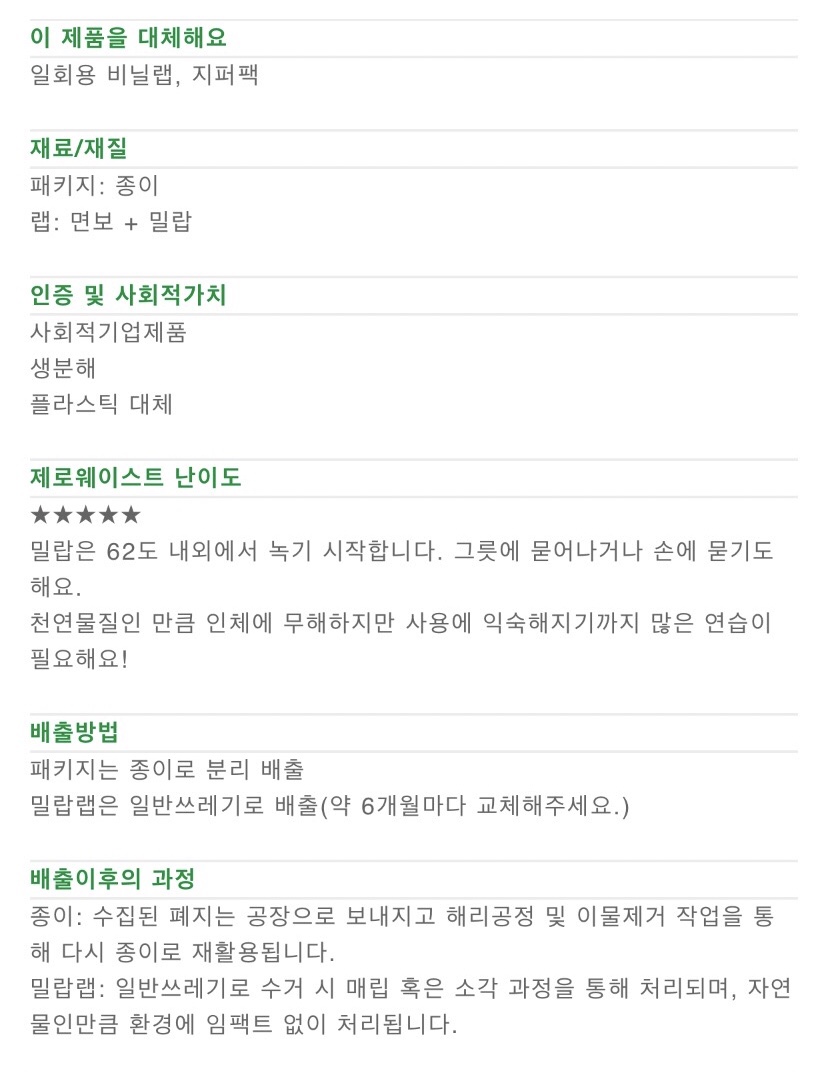 이 제품을 대체해요
일회용 비닐랩, 지퍼팩
재료/재질
패키지: 종이
랩: 면보 + 밀랍
인증 및 사회적가치
사회적기업제품
생분해
플라스틱 대체
제로웨이스트 난이도
★★★★★
밀랍은 62도 내외에서 녹기 시작합니다. 그릇에 묻어나거나 손에 묻기도
해요.
천연물질인 만큼 인체에 무해하지만 사용에 익숙해지기까지 많은 연습이
필요해요!
배출방법
패키지는 종이로 분리 배출
밀랍랩은 일반쓰레기로 배출(약 6개월마다 교체해주세요.)
배출이후의 과정
종이: 수집된 폐지는 공장으로 보내지고 해리공정 및 이물제거 작업을 통
해 다시 종이로 재활용됩니다.
밀랍랩: 일반쓰레기로 수거 시 매립 혹은 소각 과정을 통해 처리되며, 자연
물인만큼 환경에 임팩트 없이 처리됩니다.